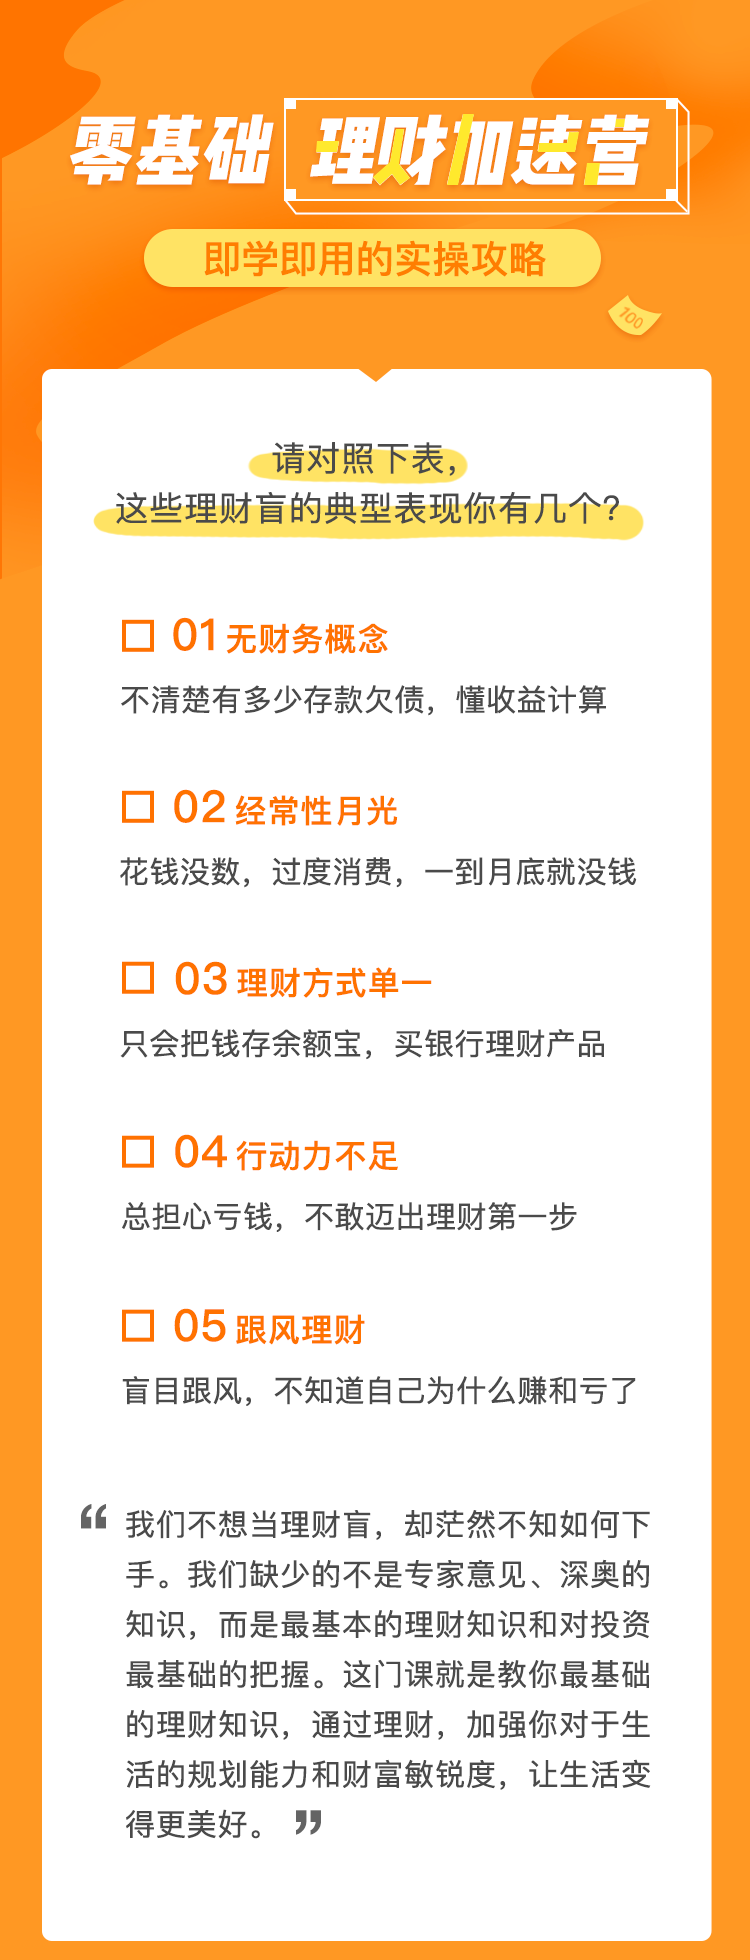 零基础 理财加速营
即学即用的实操攻略
100
请对照下表，
这些理财盲的典型表现你有几个？
01 无财务概念
不清楚有多少存款欠债，懂收益计算
02 经常性月光
花钱没数，过度消费，一到月底就没钱
03 理财方式单一
只会把钱存余额宝，买银行理财产品
04 行动力不足
总担心亏钱，不敢迈出理财第一步
05 跟风理财
盲目跟风，不知道自己为什么赚和亏了
“ 我们不想当理财盲，却茫然不知如何下
手。我们缺少的不是专家意见、深奥的
知识，而是最基本的理财知识和对投资
最基础的把握。这门课就是教你最基础
的理财知识，通过理财，加强你对于生
活的规划能力和财富敏锐度，让生活变
得更美好。 ”